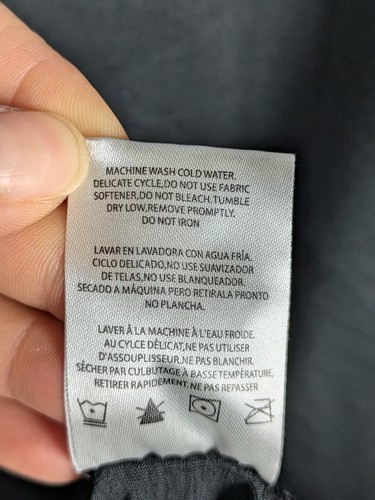 MACHINE WASH COLD WATER.
DELICATE CYCLE,DO NOT USE FABRIC
SOFTENER,DO NOT BLEACH.TUMBLE
DRY LOW,REMOVE PROMPTLY.
DO NOT IRON
LAVAR EN LAVADORA CON AGUA FRÍA.
CICLO DELICADO,NO USE SUAVIZADOR
DE TELAS,NO USE BLANQUEADOR.
SECADO A MÁQUINA PERO RETIRALA PRONTO
NO PLANCHA.
LAVER À LA MACHINE À L'EAU FROIDE.
AU CYLCE DÉLICAT,NE PAS UTILISER
D'ASSOUPLISSEUR.NE PAS BLANCHIR.
SÉCHER PAR CULBUTAGE À BASSE TEMPÉRATURE,
RETIRER RAPIDEMENT.NE PAS REPASSER